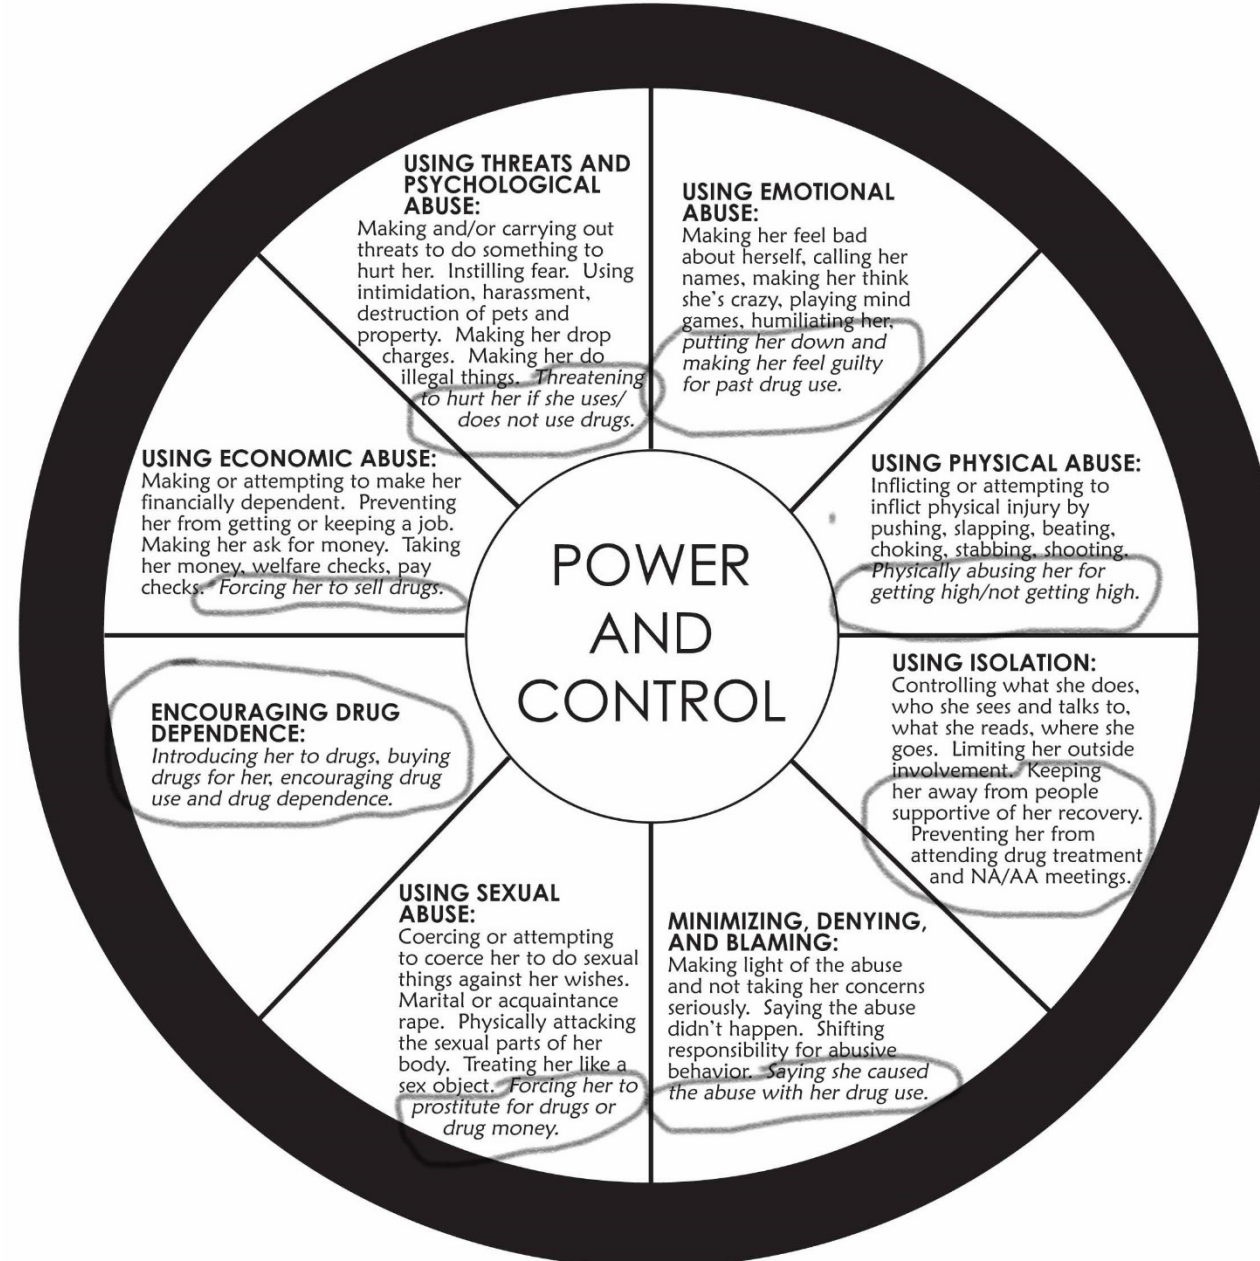 USING THREATS AND
PSYCHOLOGICAL
ABUSE:
Making and/or carrying out
threats to do something to
hurt her. Instilling fear. Using
intimidation, harassment,
destruction of pets and
property. Making her drop
charges. Making her do
illegal things. Threatening
to hurt her if she uses/
does not use drugs.
USING EMOTIONAL
ABUSE:
Making her feel bad
about herself, calling her
names, making her think
she's crazy, playing mind
games, humiliating her,
putting her down and
making her feel guilty
for past drug use.
USING PHYSICAL ABUSE:
Inflicting or attempting to
inflict physical injury by
pushing, slapping, beating,
choking, stabbing, shooting.
Physically abusing her for
getting high/not getting high.
USING ISOLATION:
Controlling what she does,
who she sees and talks to,
what she reads, where she
goes. Limiting her outside
involvement. Keeping
her away from people
supportive of her recovery.
Preventing her from
attending drug treatment
and NA/AA meetings.
MINIMIZING, DENYING,
AND BLAMING:
Making light of the abuse
and not taking her concerns
seriously. Saying the abuse
didn't happen. Shifting
responsibility for abusive
behavior. Saying she caused
the abuse with her drug use.
USING SEXUAL
ABUSE:
Coercing or attempting
to coerce her to do sexual
things against her wishes.
Marital or acquaintance
rape. Physically attacking
the sexual parts of her
body. Treating her like a
sex object. Forcing her to
prostitute for drugs or
drug money.
ENCOURAGING DRUG
DEPENDENCE:
Introducing her to drugs, buying
drugs for her, encouraging drug
use and drug dependence.
USING ECONOMIC ABUSE:
Making or attempting to make her
financially dependent. Preventing
her from getting or keeping a job.
Making her ask for money. Taking
her money, welfare checks, pay
checks. Forcing her to sell drugs.
POWER
AND
CONTROL